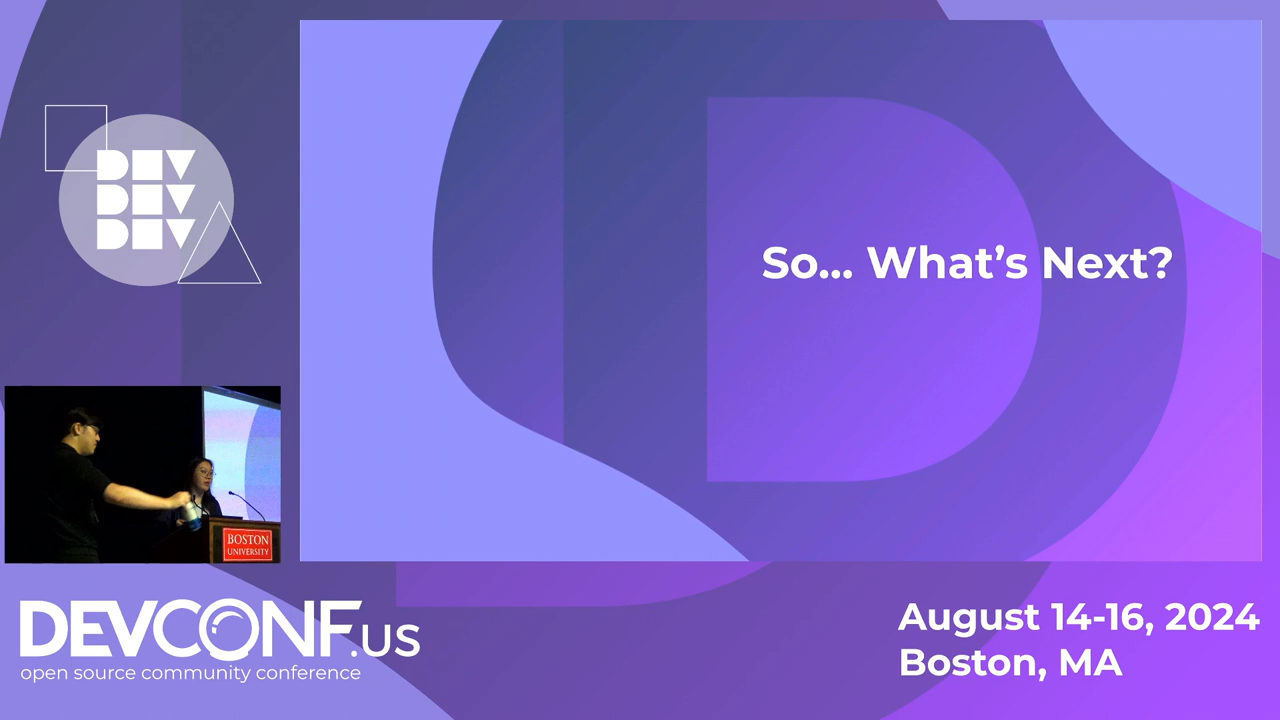 DEV
DEV
DEV
So... What's Next?
BOSTON
UNIVERSITY
DEVCONF.US
open source community conference
August 14-16, 2024
Boston, MA